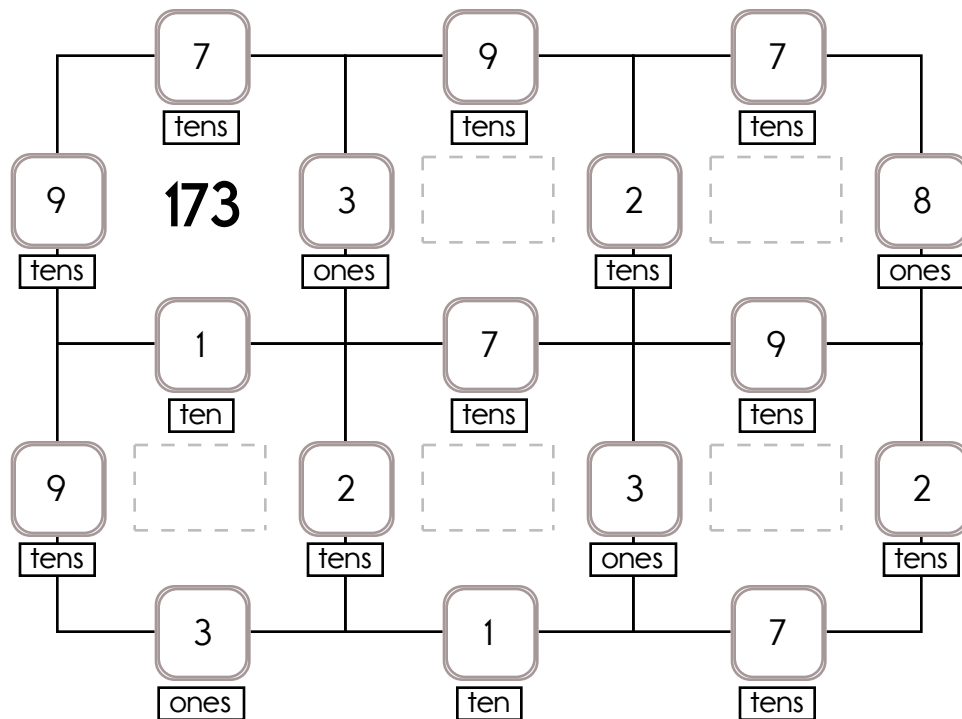 7 9 7
tens tens tens
9 173 3 2 8
tens ones tens ones
1 7 9
ten tens tens
9 2 3 2
tens tens ones tens
3 1 7
ones ten tens